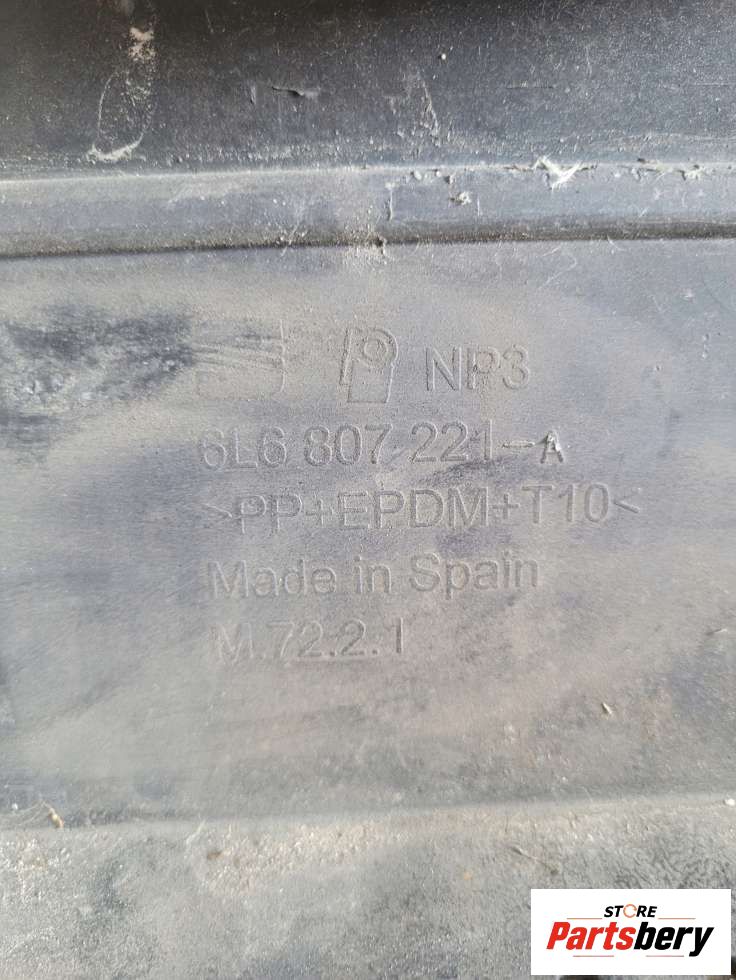 NP3
6L6 807 221-A
>PP+EPDM+T10<
Made in Spain
M.72.2.1
STORE
Partsbery